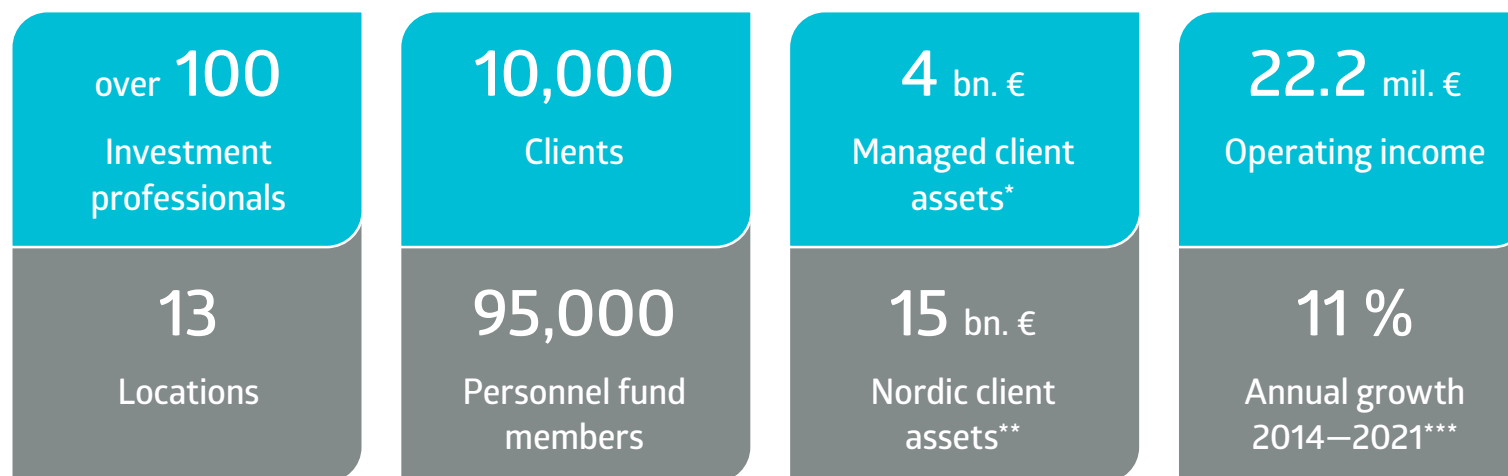 over 100
Investment
professionals
13
Locations
10,000
Clients
95,000
Personnel fund
members
4 bn. €
Managed client
assets*
15 bn. €
Nordic client
assets**
22.2 mil. €
Operating income
11 %
Annual growth
2014—2021***